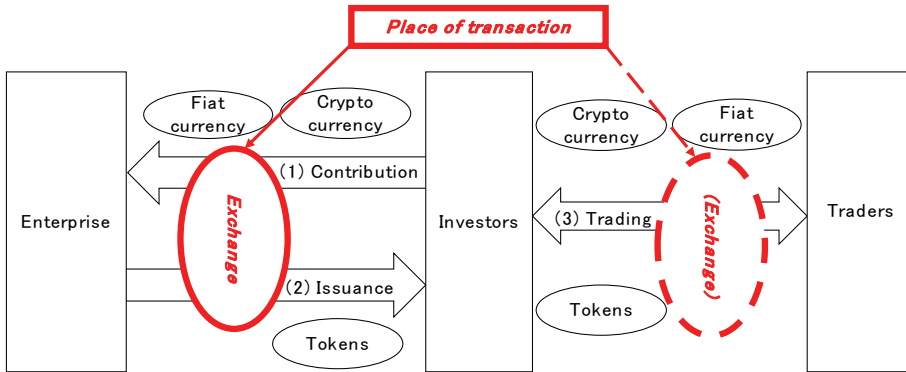 Place of transaction
Fiat
currency
Crypto
currency
Crypto
currency
Fiat
currency
(1) Contribution
Exchange
Enterprise
Investors
(3) Trading
(Exchange)
Traders
(2) Issuance
Tokens
Tokens